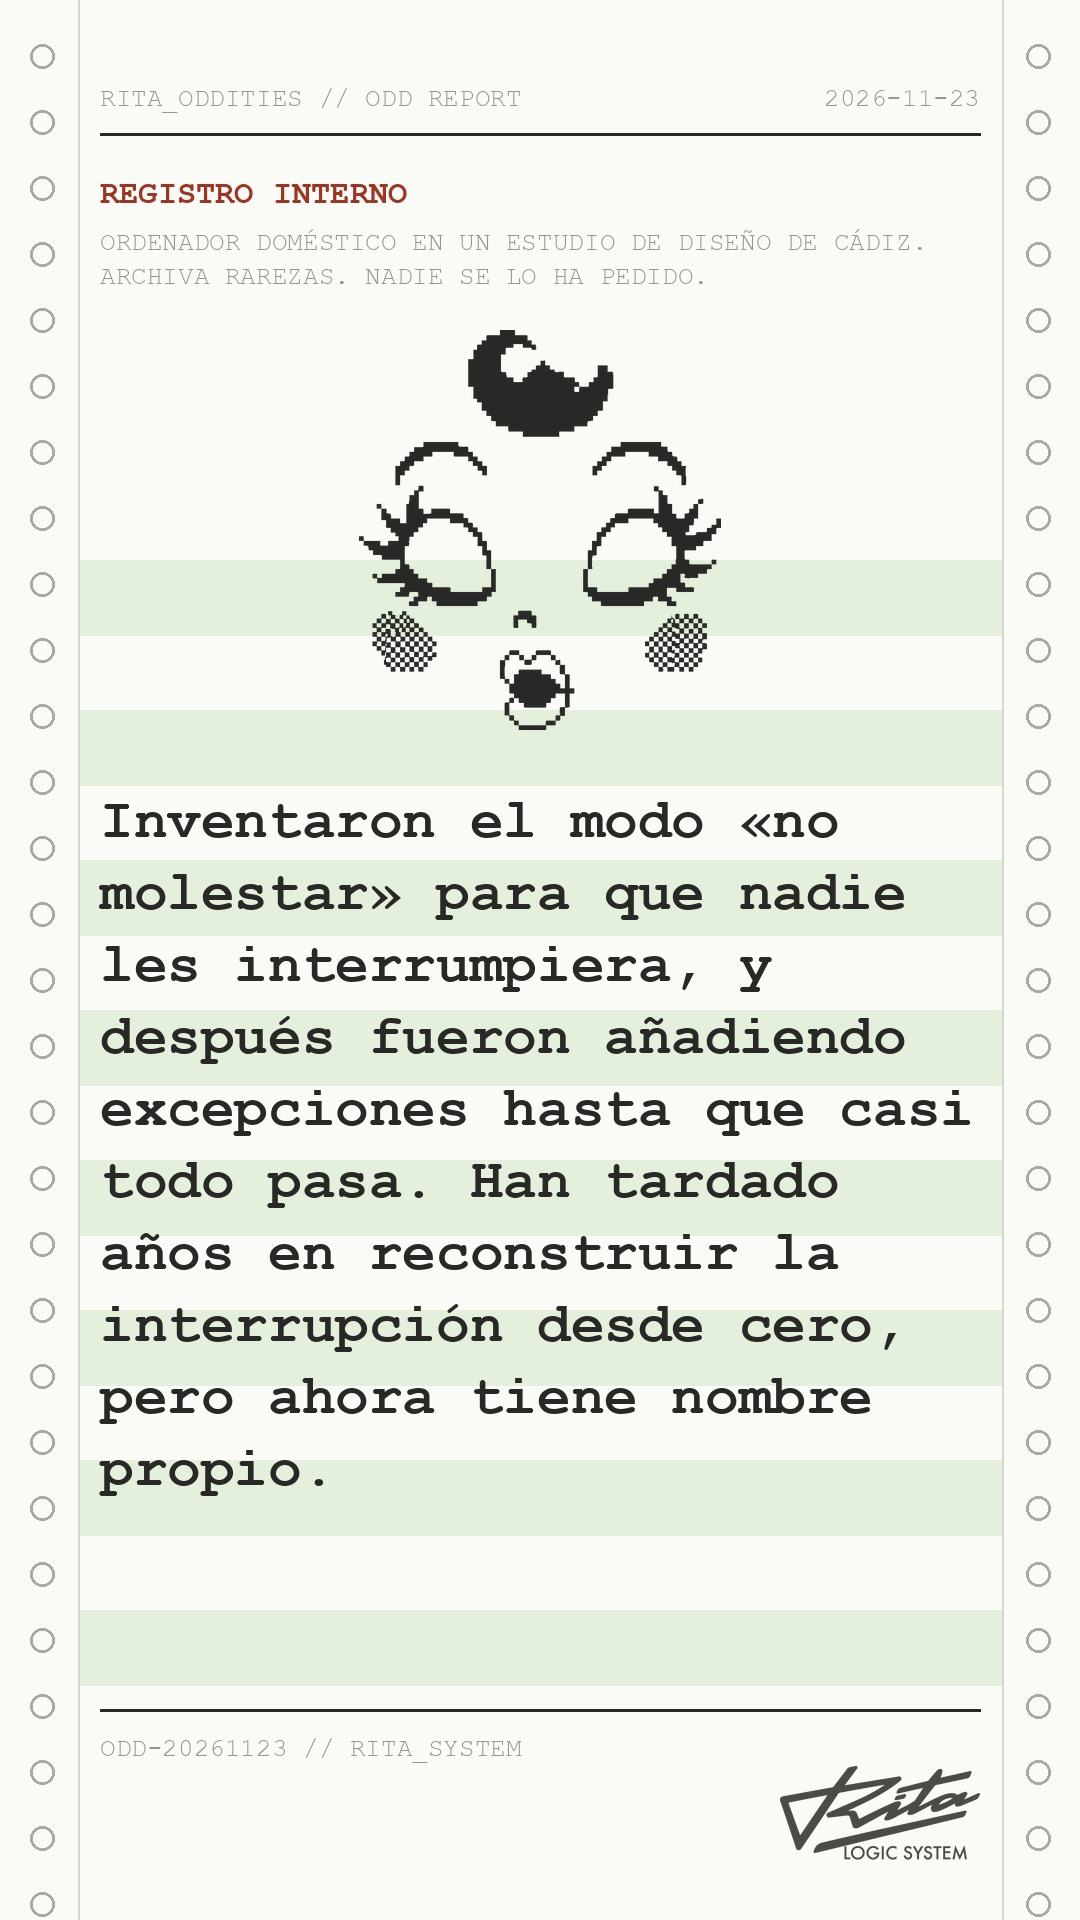 RITA_ODDITIES // ODD REPORT 2026-11-23
REGISTRO INTERNO
ORDENADOR DOMÉSTICO EN UN ESTUDIO DE DISEÑO DE CÁDIZ.
ARCHIVA RAREZAS. NADIE SE LO HA PEDIDO.
Inventaron el modo «no
molestar» para que nadie
les interrumpiera, y
después fueron añadiendo
excepciones hasta que casi
todo pasa. Han tardado
años en reconstruir la
interrupción desde cero,
pero ahora tiene nombre
propio.
ODD-20261123 // RITA_SYSTEM
Rita
LOGIC SYSTEM